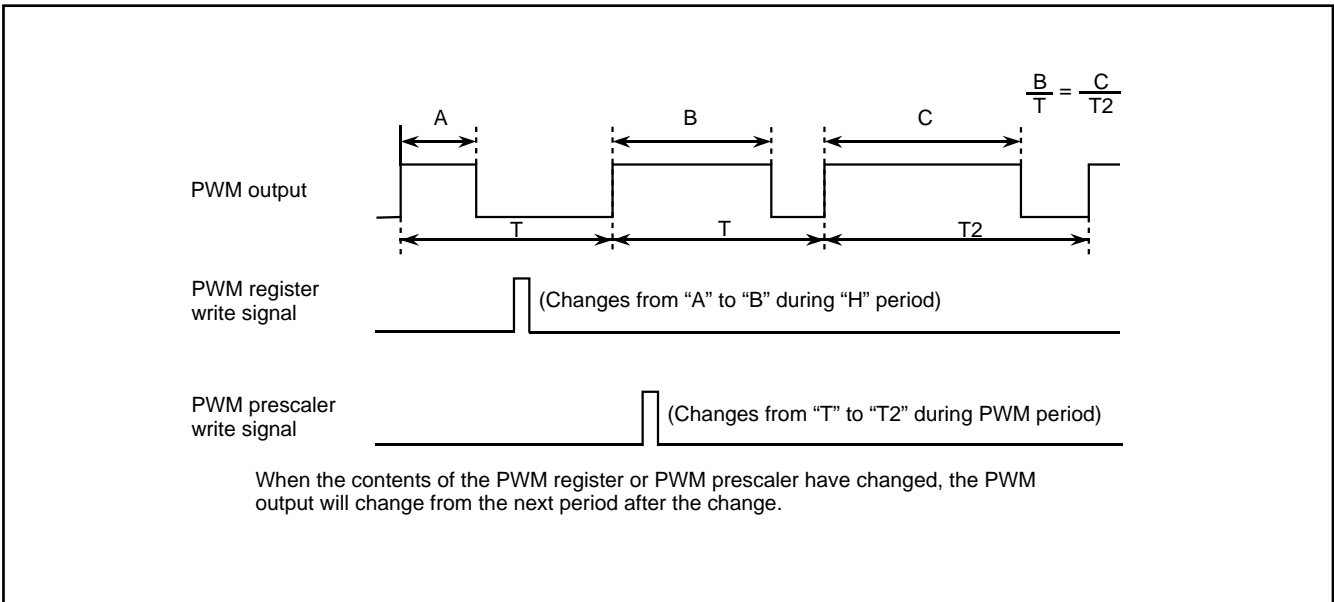 B = C
T T2
A B C
PWM output
T T T2
PWM register
write signal
(Changes from “A” to “B” during “H” period)
PWM prescaler
write signal
(Changes from “T” to “T2” during PWM period)
When the contents of the PWM register or PWM prescaler have changed, the PWM
output will change from the next period after the change.